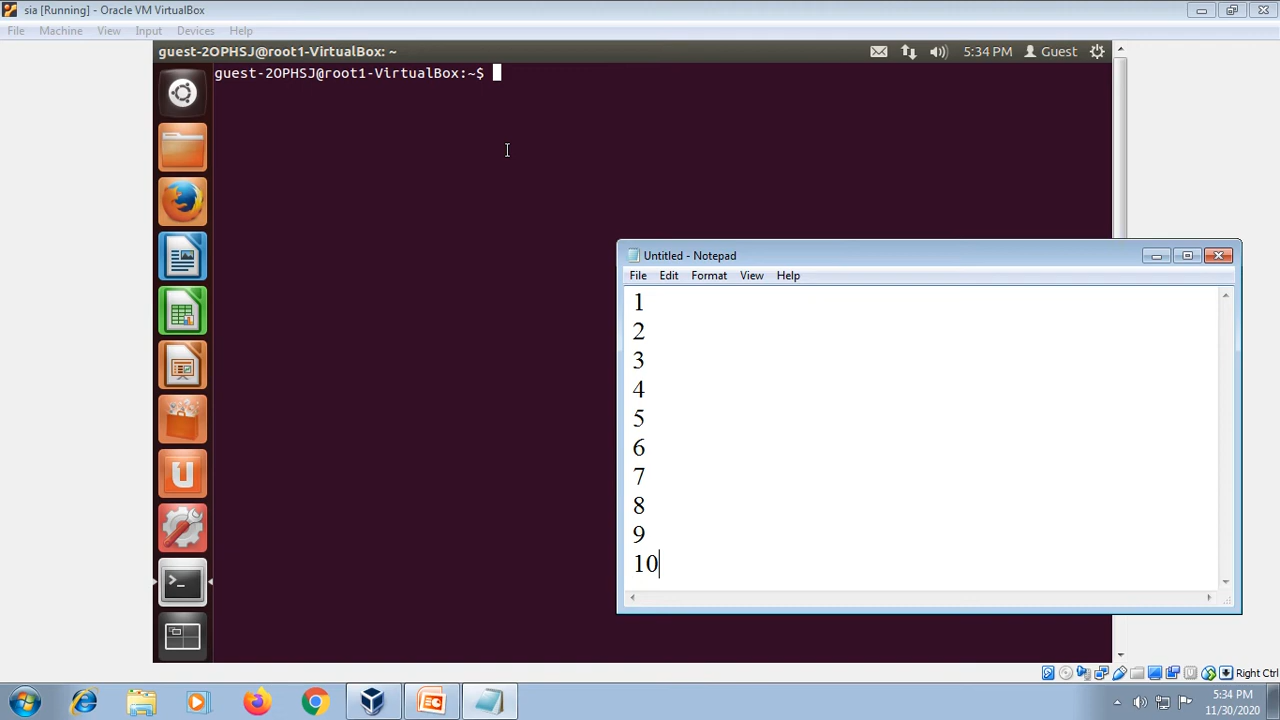 sia [Running] - Oracle VM VirtualBox
File Machine View Input Devices Help
guest-2OPHSJ@root1-VirtualBox: ~
5:34 PM Guest
guest-2OPHSJ@root1-VirtualBox:~$
Untitled - Notepad
File Edit Format View Help
1
2
3
4
5
6
7
8
9
10
Right Ctrl
5:34 PM
11/30/2020